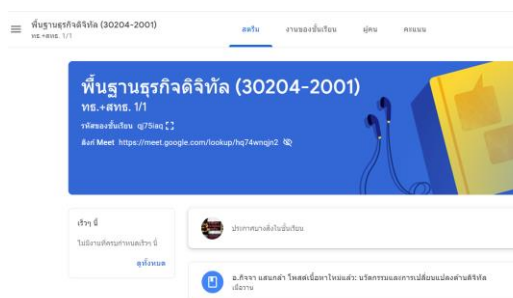 พื้นฐานธุรกิจดิจิทัล (30204-2001)
ทธ.+สทธ. 1/1
สตรีม
งานของชั้นเรียน
ผู้คน
คะแนน
พื้นฐานธุรกิจดิจิทัล (30204-2001)
ทธ.+สทธ. 1/1
รหัสของชั้นเรียน qj75iaq
ลิงก์ Meet https://meet.google.com/lookup/hq74wnqjn2
เร็วๆ นี้
ไม่มีงานที่ครบกำหนดเร็วๆ นี้
ดูทั้งหมด
ประกาศบางสิ่งในชั้นเรียน
อ.กิจจา แสนกล้า โพสต์เนื้อหาใหม่แล้ว: นวัตกรรมและการเปลี่ยนแปลงด้านดิจิทัล
เมื่อวาน